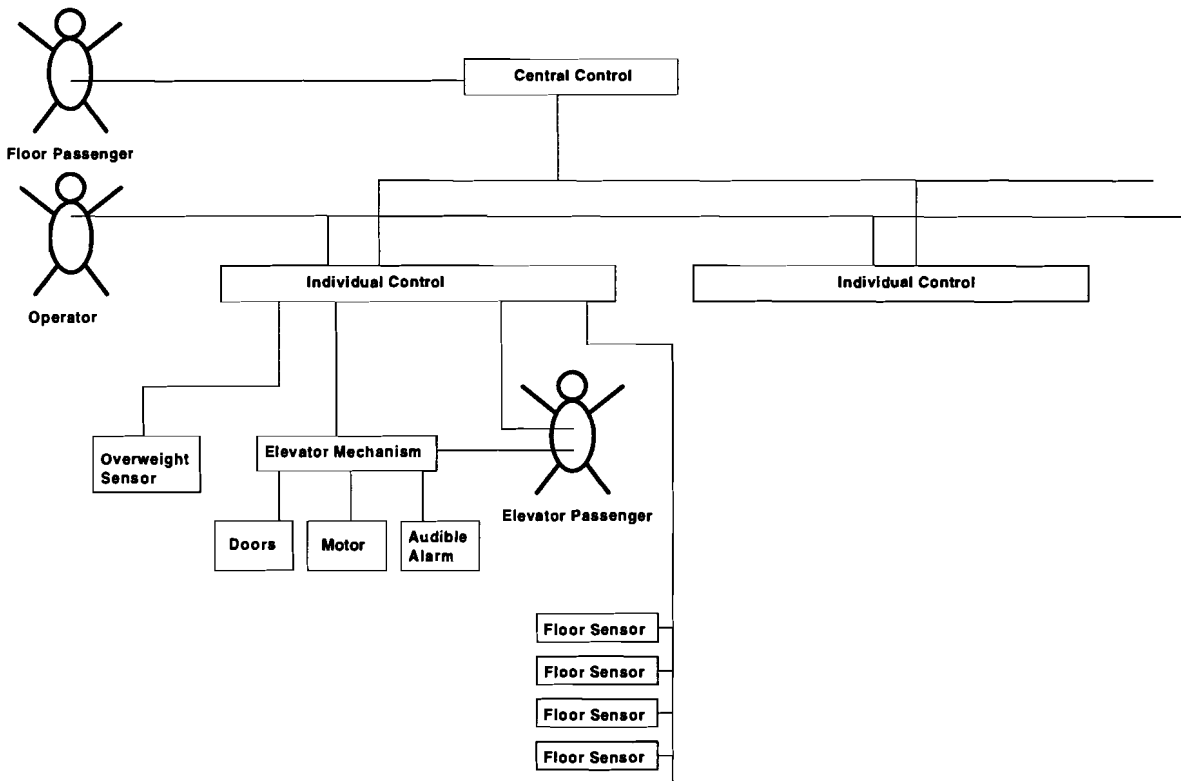 Central Control
Floor Passenger
Individual Control
Individual Control
Operator
Overweight
Sensor
Elevator Mechanism
Elevator Passenger
Doors
Motor
Audible
Alarm
Floor Sensor
Floor Sensor
Floor Sensor
Floor Sensor